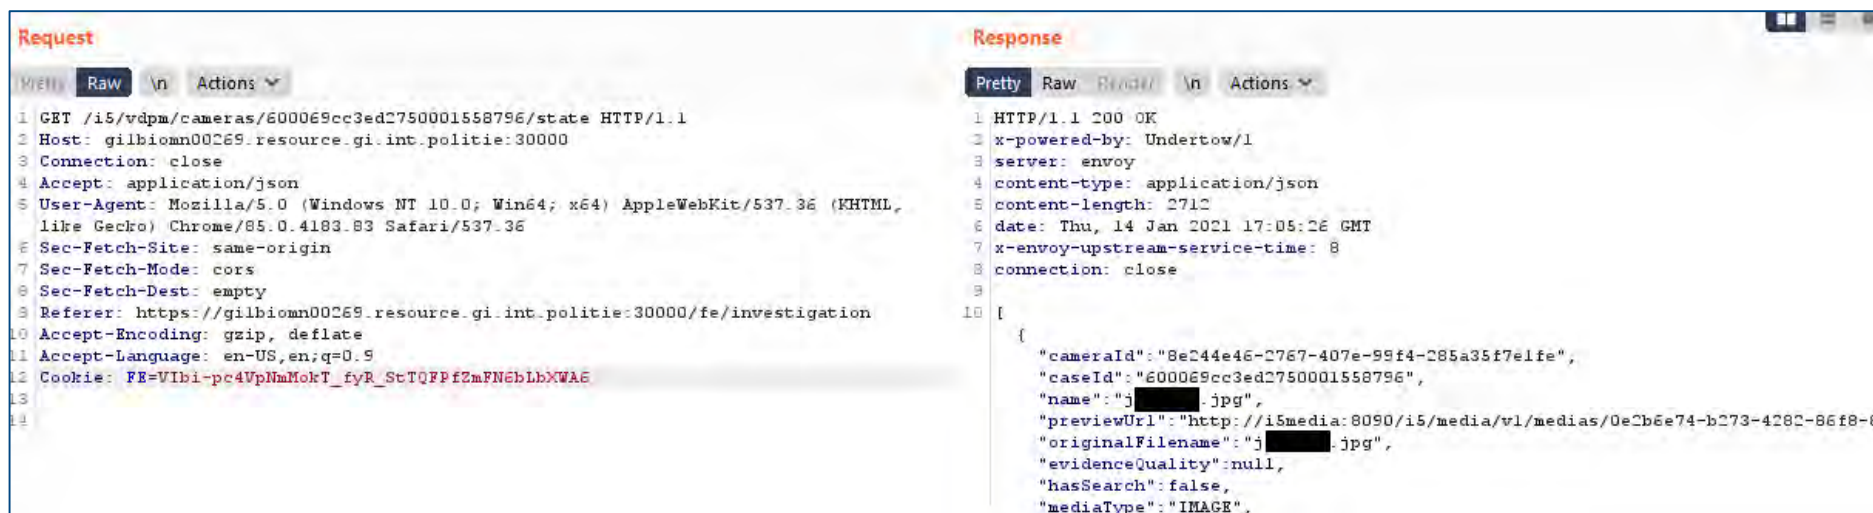 Request
Pretty Raw \n Actions
1 GET /i5/vdpm/cameras/600069cc3ed2750001558796/state HTTP/1.1
2 Host: gilbiomn00269.resource.gi.int.politie:30000
3 Connection: close
4 Accept: application/json
5 User-Agent: Mozilla/5.0 (Windows NT 10.0; Win64; x64) AppleWebKit/537.36 (KHTML,
like Gecko) Chrome/85.0.4183.83 Safari/537.36
6 Sec-Fetch-Site: same-origin
7 Sec-Fetch-Mode: cors
8 Sec-Fetch-Dest: empty
9 Referer: https://gilbiomn00269.resource.gi.int.politie:30000/fe/investigation
10 Accept-Encoding: gzip, deflate
11 Accept-Language: en-US,en;q=0.9
12 Cookie: FE=VIbi-pc4VpNmMokT_fyR_StTQFPfZmFN6bLbXWA6
13
14
Response
Pretty Raw Render \n Actions
1 HTTP/1.1 200 OK
2 x-powered-by: Undertow/1
3 server: envoy
4 content-type: application/json
5 content-length: 2712
6 date: Thu, 14 Jan 2021 17:05:26 GMT
7 x-envoy-upstream-service-time: 8
8 connection: close
9
10 [
{
"cameraId":"8e244e46-2767-407e-99f4-285a35f7e1fe",
"caseId":"600069cc3ed2750001558796",
"name":"j .jpg",
"previewUrl":"http://i5media:8090/i5/media/v1/medias/0e2b6e74-b273-4282-86f8-8
"originalFilename":"j .jpg",
"evidenceQuality":null,
"hasSearch":false,
"mediaType":"IMAGE",